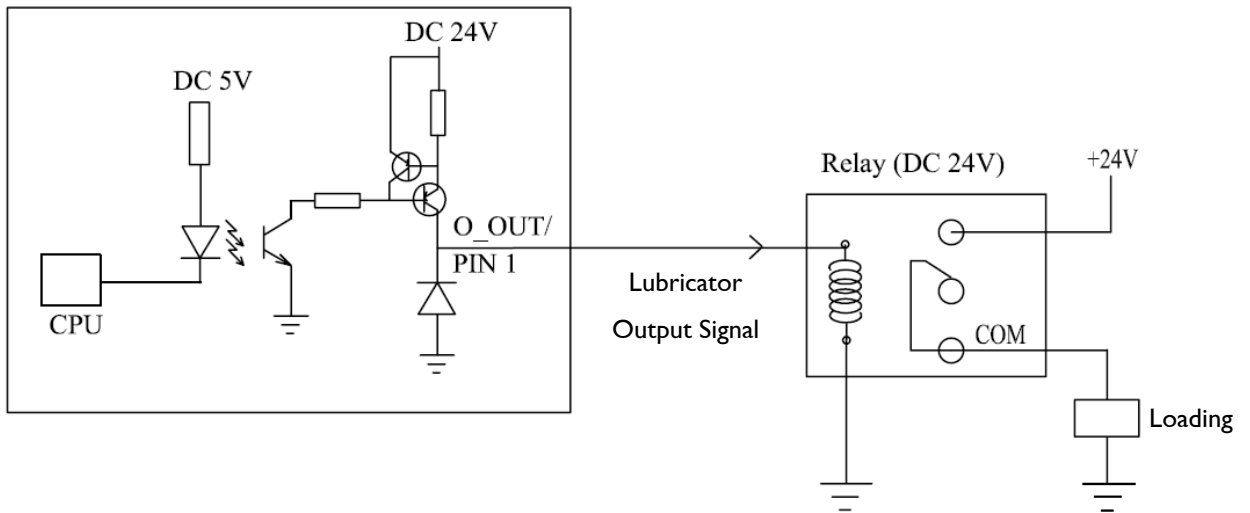 DC 24V
DC 5V
CPU
O_OUT/
PIN 1
Lubricator
Output Signal
Relay (DC 24V)
+24V
COM
Loading